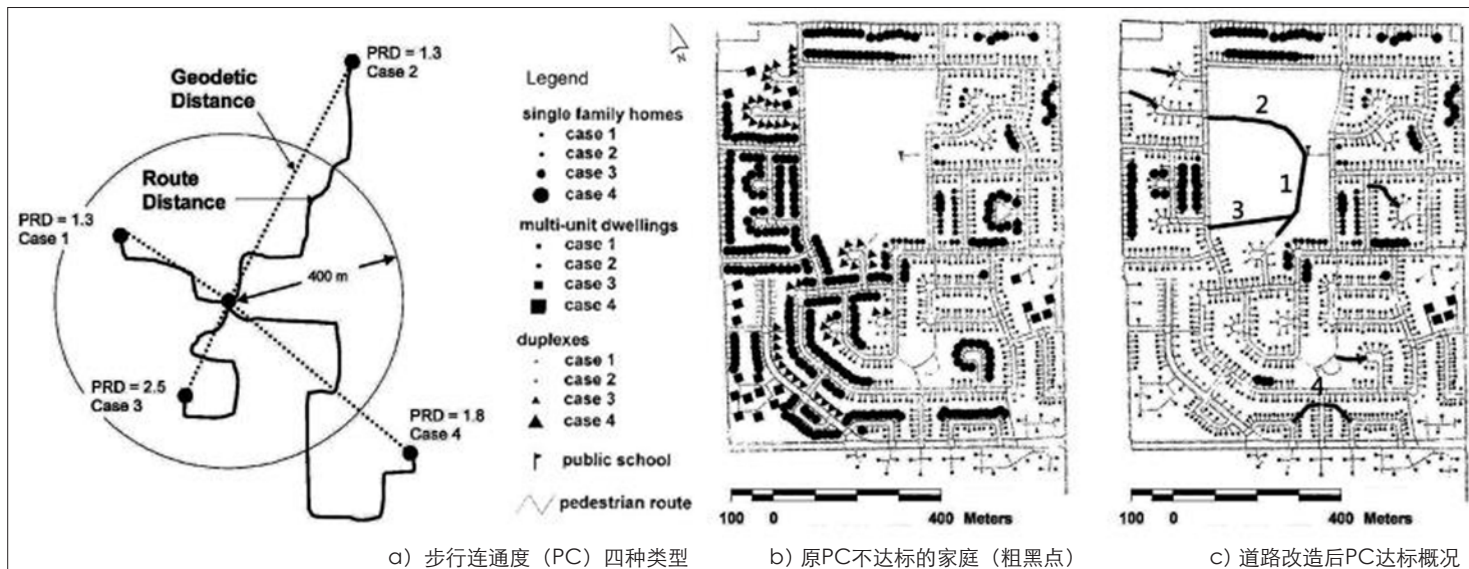 PRD = 1.3
Case 2
Geodetic
Distance
Route
Distance
PRD = 1.3
Case 1
400 m
PRD = 2.5
Case 3
PRD = 1.8
Case 4
N
Legend
single family homes
case 1
case 2
case 3
case 4
multi-unit dwellings
case 1
case 2
case 3
case 4
duplexes
case 1
case 2
case 3
case 4
public school
pedestrian route
100 0 400 Meters
2
1
3
4
100 0 400 Meters
a）步行连通度（PC）四种类型
b）原PC不达标的家庭（粗黑点）
c）道路改造后PC达标概况